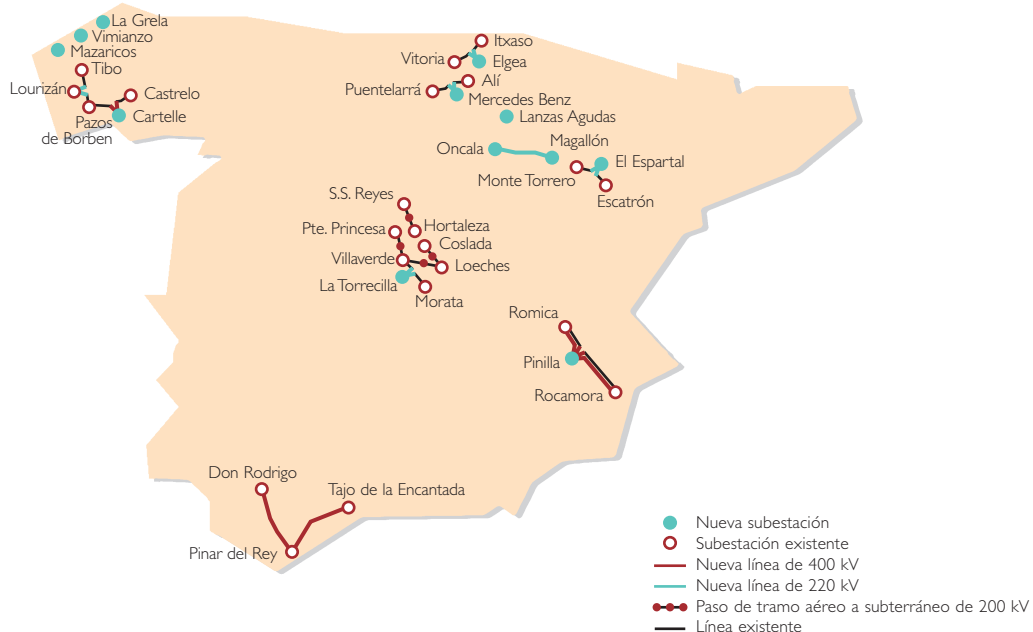 La Grela
Vimianzo
Mazaricos
Tibo
Lourizán
Castrelo
Pazos
de Borben
Cartelle
Itxaso
Vitoria
Elgea
Alí
Puentelarrá
Mercedes Benz
Lanzas Agudas
Oncala
Magallón
El Espartal
Monte Torrero
Escatrón
S.S. Reyes
Pte. Princesa
Hortaleza
Coslada
Villaverde
Loeches
La Torrecilla
Morata
Romica
Pinilla
Rocamora
Don Rodrigo
Tajo de la Encantada
Pinar del Rey
Nueva subestación
Subestación existente
Nueva línea de 400 kV
Nueva línea de 220 kV
Paso de tramo aéreo a subterráneo de 200 kV
Línea existente